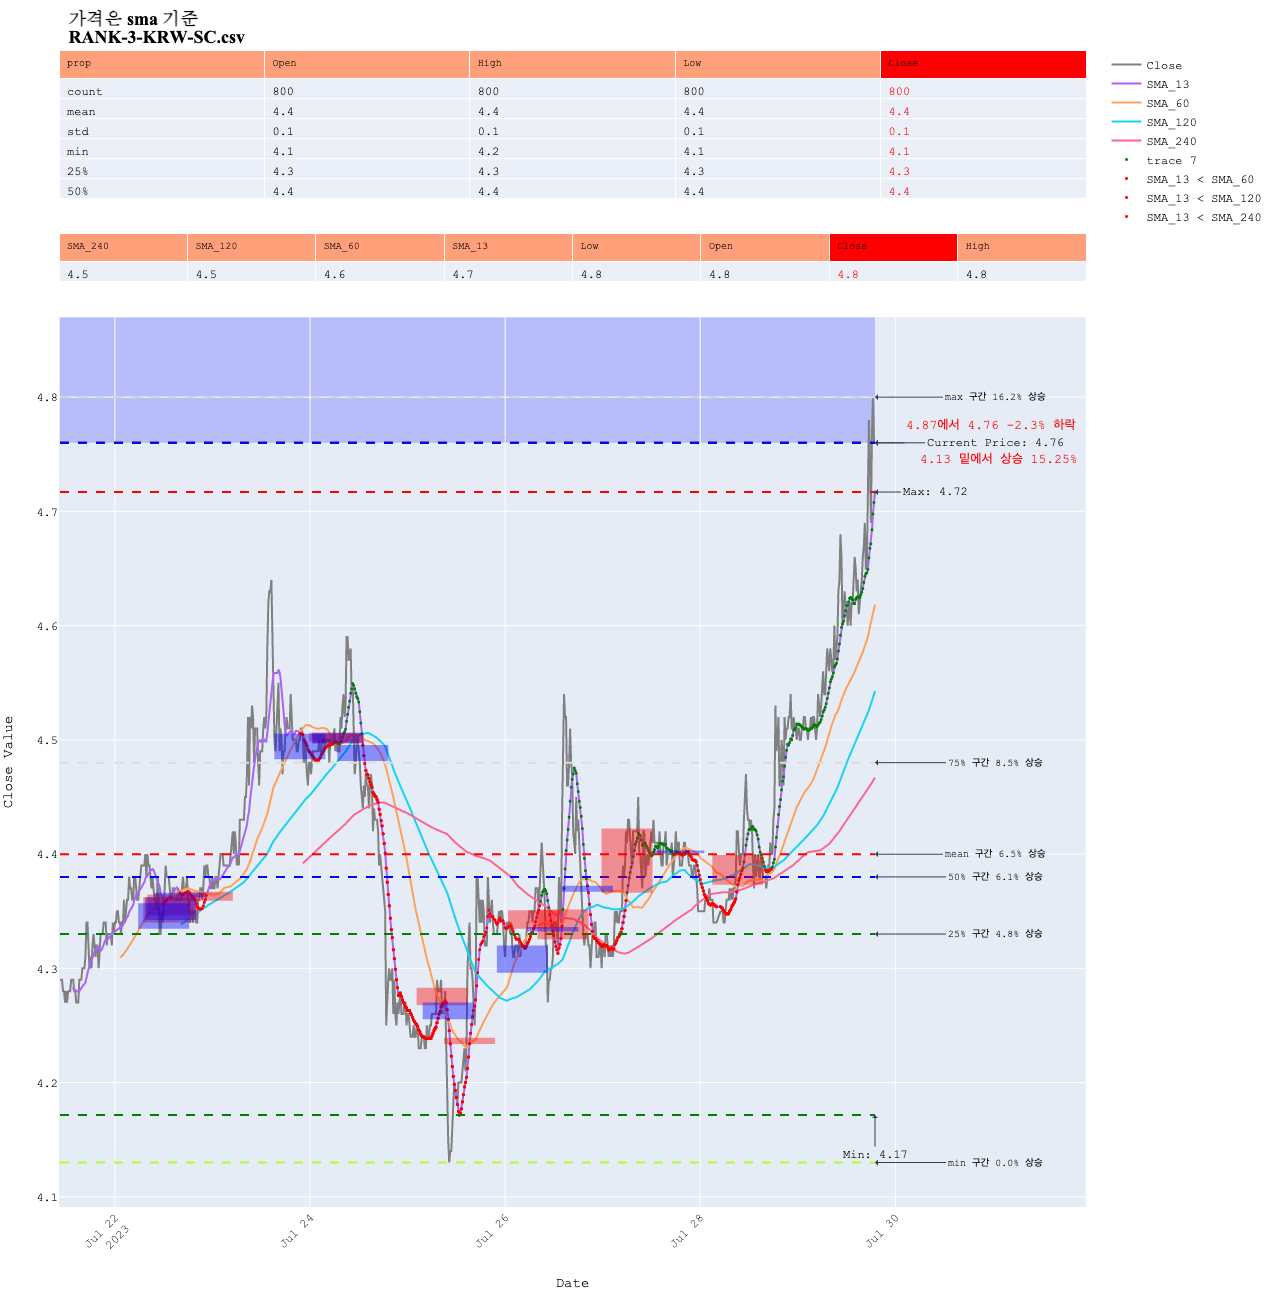 가격은 sma 기준
RANK-3-KRW-SC.csv
prop Open High Low Close
count 800 800 800 800
mean 4.4 4.4 4.4 4.4
std 0.1 0.1 0.1 0.1
min 4.1 4.2 4.1 4.1
25% 4.3 4.3 4.3 4.3
50% 4.4 4.4 4.4 4.4
Close
SMA_13
SMA_60
SMA_120
SMA_240
trace 7
SMA_13 < SMA_60
SMA_13 < SMA_120
SMA_13 < SMA_240
SMA_240 SMA_120 SMA_60 SMA_13 Low Open Close High
4.5 4.5 4.6 4.7 4.8 4.8 4.8 4.8
4.8
4.7
4.6
4.5
4.4
4.3
4.2
4.1
Close Value
max 구간 16.2% 상승
4.87에서 4.76 -2.3% 하락
Current Price: 4.76
4.13 밑에서 상승 15.25%
Max: 4.72
75% 구간 8.5% 상승
mean 구간 6.5% 상승
50% 구간 6.1% 상승
25% 구간 4.8% 상승
Min: 4.17
min 구간 0.0% 상승
Jul 22
2023
Jul 24
Jul 26
Jul 28
Jul 30
Date